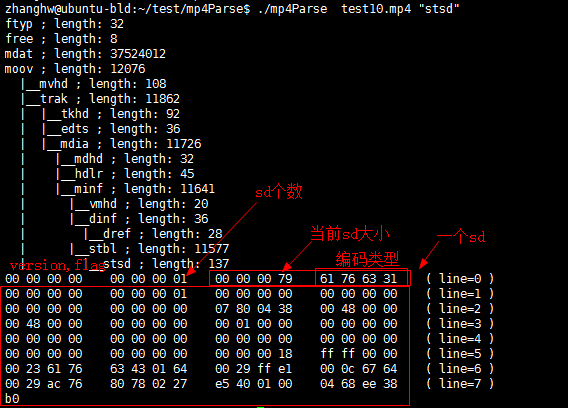 zhanghw@ubuntu-bld:~/test/mp4Parse$ ./mp4Parse  test10.mp4 "stsd"
ftyp ; length: 32
free ; length: 8
mdat ; length: 37524012
moov ; length: 12076
|__mvhd ; length: 108
|__trak ; length: 11862
|  |__tkhd ; length: 92
|  |__edts ; length: 36
|  |__mdia ; length: 11726
|    |__mdhd ; length: 32
|    |__hdlr ; length: 45
|    |__minf ; length: 11641
sd个数
|      |__vmhd ; length: 20
|      |__dinf ; length: 36
|      |  |__dref ; length: 28
当前sd大小
一个sd
|      |__stbl ; length: 11577
version,flag
__stsd ; length: 137
编码类型
00 00 00 00    00 00 00 01    00 00 00 79    61 76 63 31    ( line=0 )
00 00 00 00    00 00 00 01    00 00 00 00    00 00 00 00    ( line=1 )
00 00 00 00    00 00 00 00    07 80 04 38    00 48 00 00    ( line=2 )
00 48 00 00    00 00 00 00    00 01 00 00    00 00 00 00    ( line=3 )
00 00 00 00    00 00 00 00    00 00 00 00    00 00 00 00    ( line=4 )
00 00 00 00    00 00 00 00    00 00 00 18    ff ff 00 00    ( line=5 )
00 23 61 76    63 43 01 64    00 29 ff e1    00 0c 67 64    ( line=6 )
00 29 ac 76    80 78 02 27    e5 40 01 00    04 68 ee 38    ( line=7 )
b0